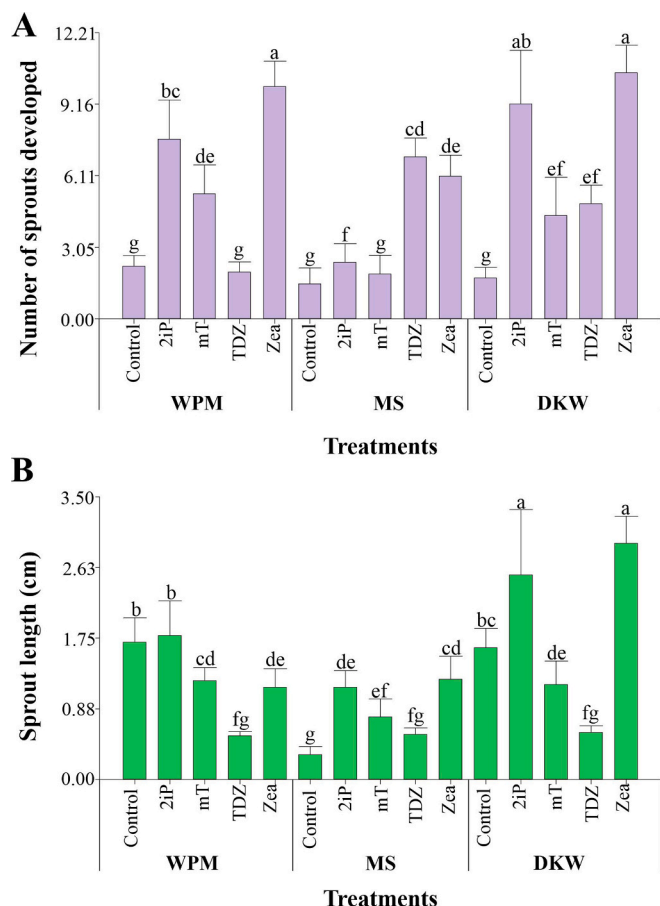 A
Number of sprouts developed
12.21
9.16
6.11
3.05
0.00
g bc de g a g f g cd de g ab ef ef a
Control 2iP mT TDZ Zea Control 2iP mT TDZ Zea Control 2iP mT TDZ Zea
WPM MS DKW
Treatments
B
Sprout length (cm)
3.50
2.63
1.75
0.88
0.00
b b cd fg de g de ef fg cd bc a de fg a
Control 2iP mT TDZ Zea Control 2iP mT TDZ Zea Control 2iP mT TDZ Zea
WPM MS DKW
Treatments